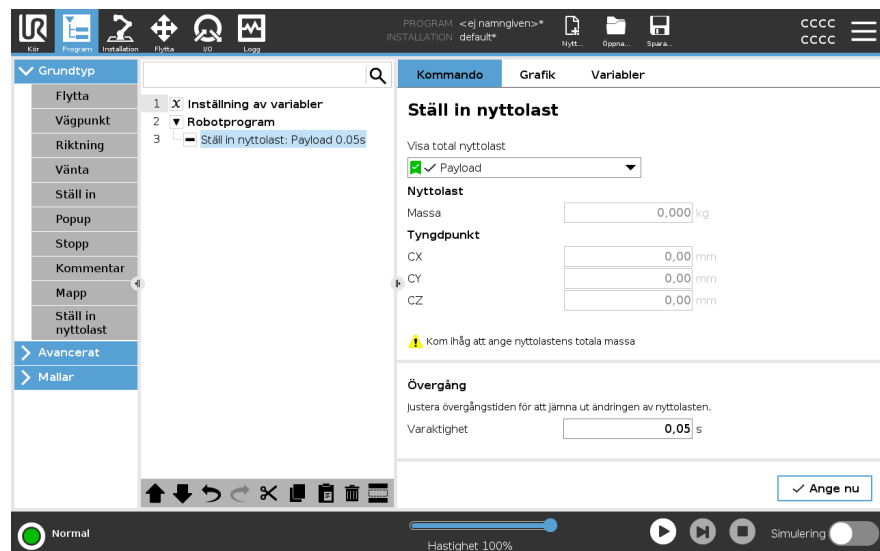 UR
Kör
Program
Installation
Flytta
I/O
Logg
PROGRAM <ej namngiven>*
INSTALLATION default*
Nytt...
Öppna...
Spara...
CCCC
CCCC
Grundtyp
Flytta
Vägpunkt
Riktning
Vänta
Ställ in
Popup
Stopp
Kommentar
Mapp
Ställ in
nyttolast
Avancerat
Mallar
1 X Inställning av variabler
2 Robotprogram
3 Ställ in nyttolast: Payload 0.05s
Kommando Grafik Variabler
Ställ in nyttolast
Visa total nyttolast
Payload
Nyttolast
Massa 0,000 kg
Tyngdpunkt
CX 0,00 mm
CY 0,00 mm
CZ 0,00 mm
Kom ihåg att ange nyttolastens totala massa
Övergång
Justera övergångstiden för att jämna ut ändringen av nyttolasten.
Varaktighet 0,05 s
Ange nu
Normal
Hastighet 100%
Simulering